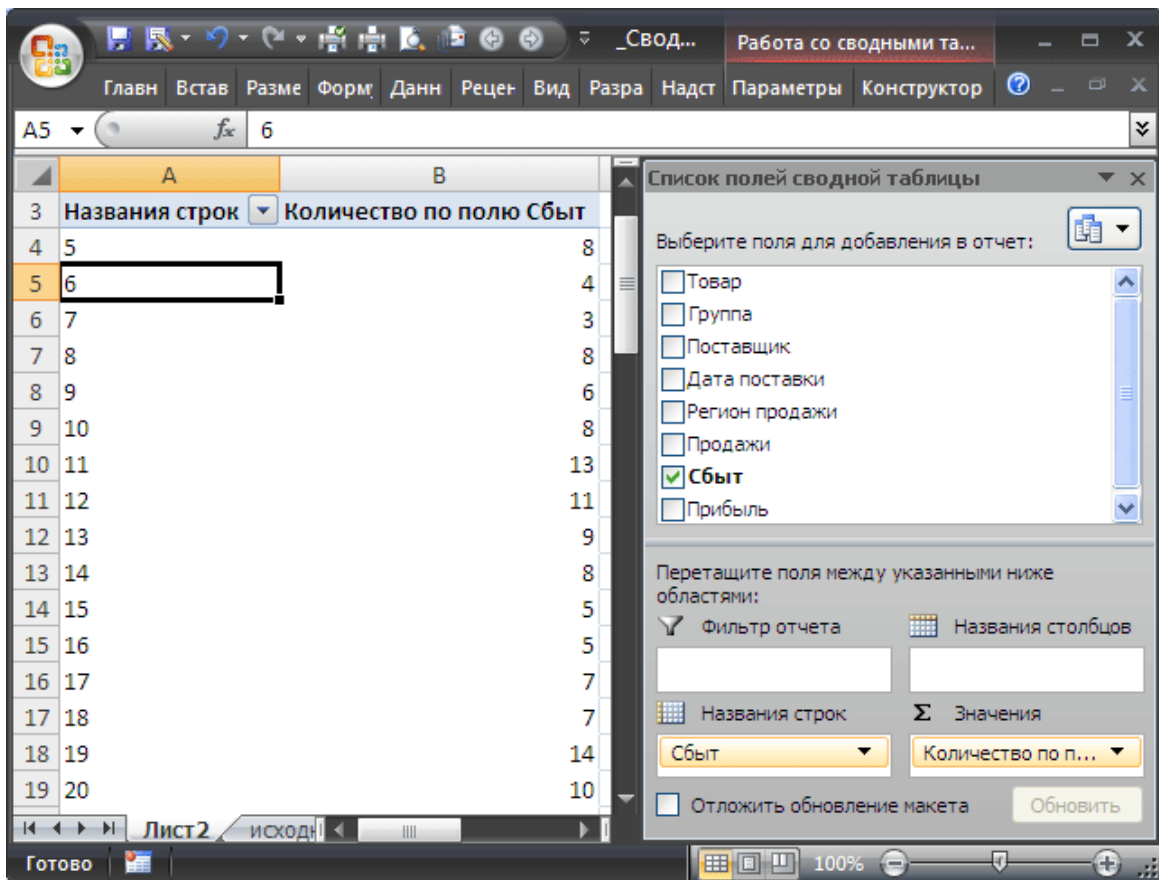 _Свод... Работа со сводными та...
Главн Встав Разме Форм Данн Рецен Вид Разра Надст Параметры Конструктор
A5 fx 6
A B
3 Названия строк Количество по полю Сбыт
4 5 8
5 6 4
6 7 3
7 8 8
8 9 6
9 10 8
10 11 13
11 12 11
12 13 9
13 14 8
14 15 5
15 16 5
16 17 7
17 18 7
18 19 14
19 20 10
Лист2 исходн
Готово 100%
Список полей сводной таблицы
Выберите поля для добавления в отчет:
Товар
Группа
Поставщик
Дата поставки
Регион продажи
Продажи
Сбыт
Прибыль
Перетащите поля между указанными ниже
областями:
Фильтр отчета Названия столбцов
Названия строк Σ Значения
Сбыт Количество по п...
Отложить обновление макета Обновить